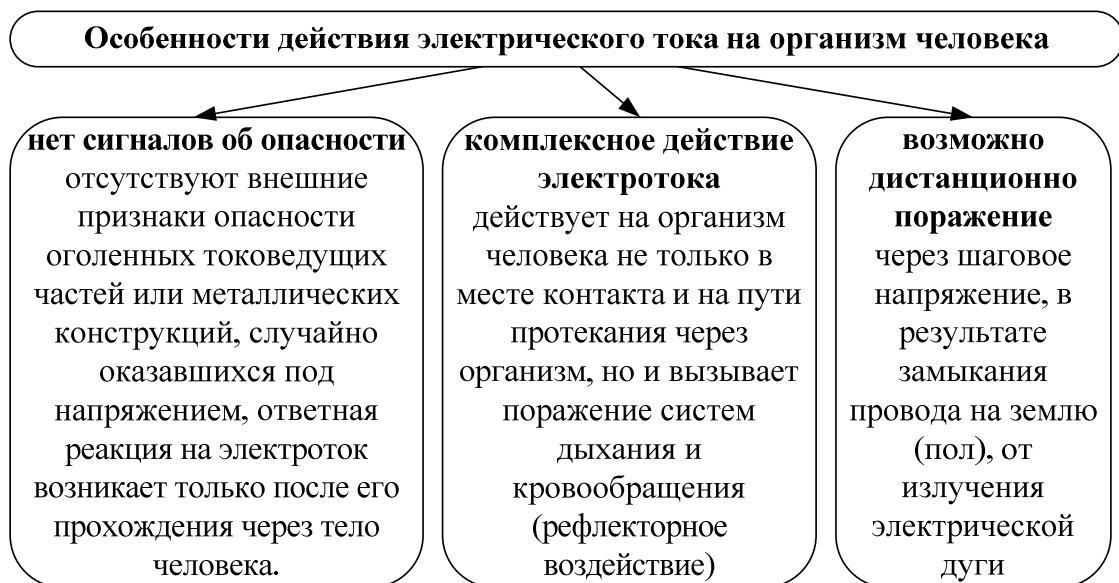 Особенности действия электрического тока на организм человека
нет сигналов об опасности
отсутствуют внешние
признаки опасности
оголенных токоведущих
частей или металлических
конструкций, случайно
оказавшихся под
напряжением, ответная
реакция на электроток
возникает только после его
прохождения через тело
человека.
комплексное действие
электротока
действует на организм
человека не только в
месте контакта и на пути
протекания через
организм, но и вызывает
поражение систем
дыхания и
кровообращения
(рефлекторное
воздействие)
возможно
дистанционно
поражение
через шаговое
напряжение, в
результате
замыкания
провода на землю
(пол), от
излучения
электрической
дуги